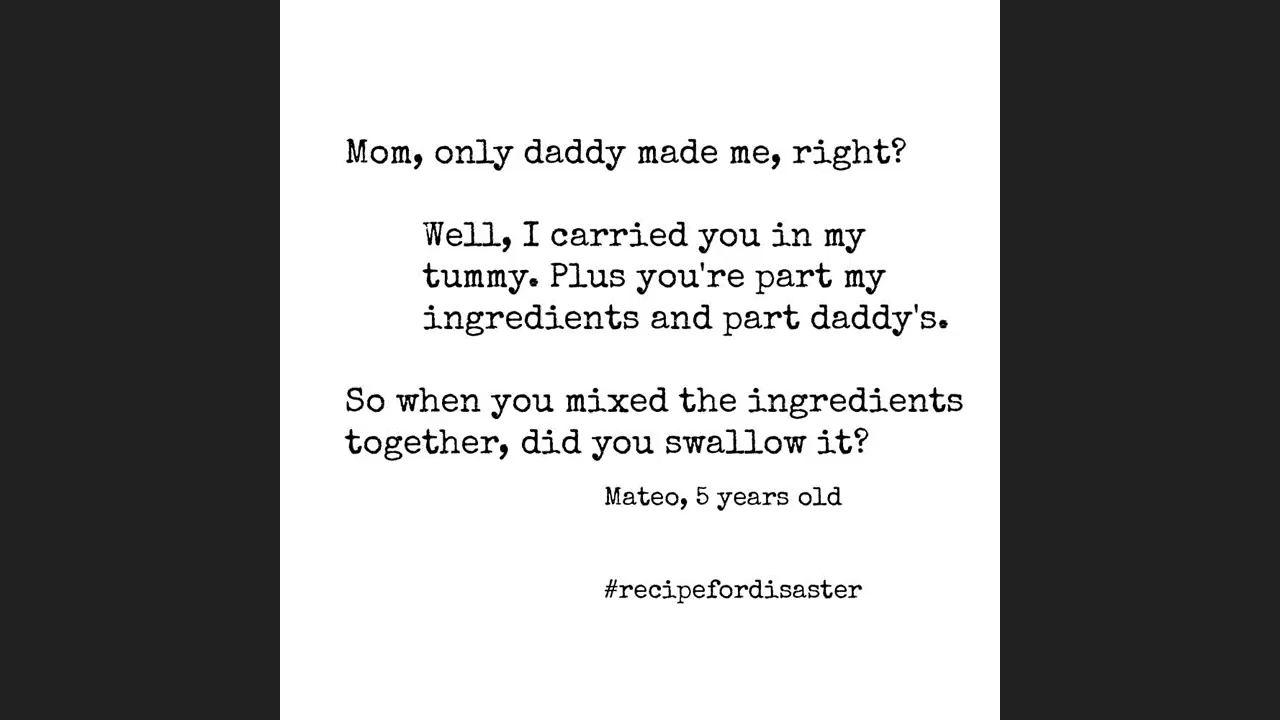 Mom, only daddy made me, right?
Well, I carried you in my
tummy. Plus you're part my
ingredients and part daddy's.
So when you mixed the ingredients
together, did you swallow it?
Mateo, 5 years old
#recipefordisaster